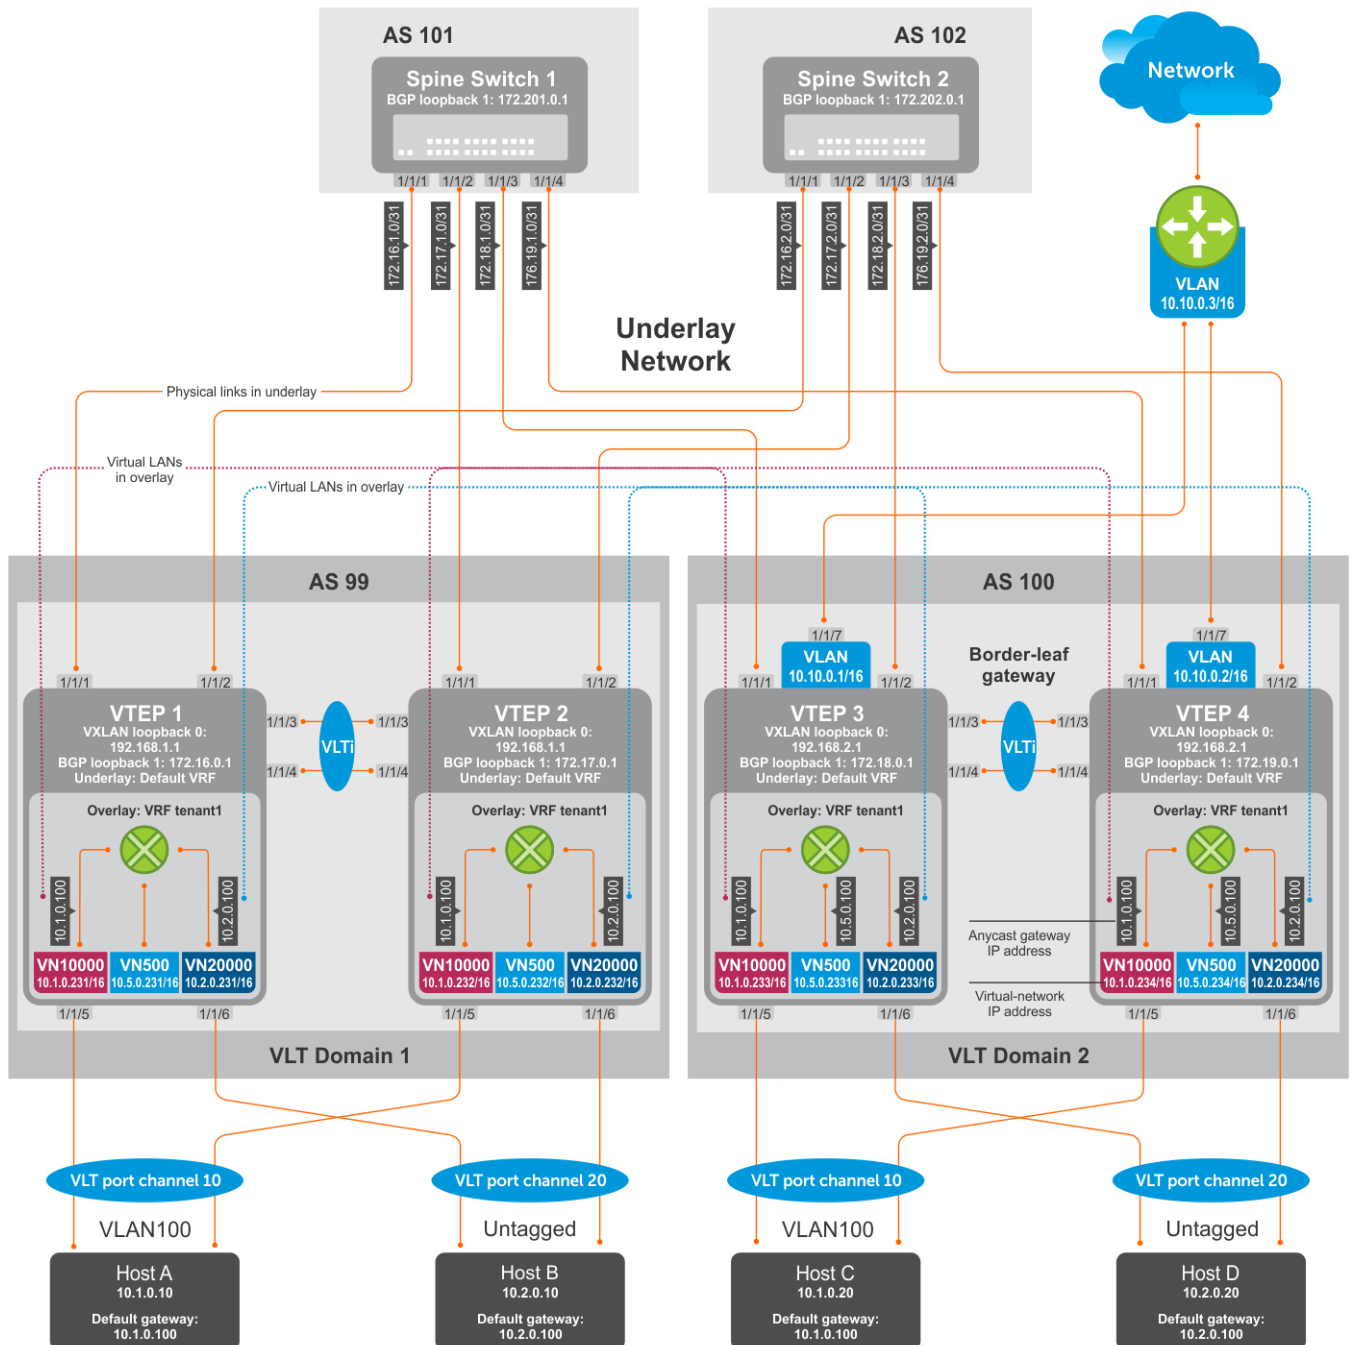 AS 101
Spine Switch 1
BGP loopback 1: 172.201.0.1
1/1/1
1/1/2
1/1/3
1/1/4
172.16.1.0/31
172.17.1.0/31
172.18.1.0/31
176.19.1.0/31
AS 102
Spine Switch 2
BGP loopback 1: 172.202.0.1
1/1/1
1/1/2
1/1/3
1/1/4
172.16.2.0/31
172.17.2.0/31
172.18.2.0/31
176.19.2.0/31
Network
VLAN
10.10.0.3/16
Underlay
Network
Physical links in underlay
Virtual LANs
in overlay
Virtual LANs in overlay
AS 99
1/1/1
1/1/2
VTEP 1
VXLAN loopback 0:
192.168.1.1
BGP loopback 1: 172.16.0.1
Underlay: Default VRF
Overlay: VRF tenant1
10.1.0.100
10.2.0.100
VN10000
10.1.0.231/16
VN500
10.5.0.231/16
VN20000
10.2.0.231/16
1/1/5
1/1/6
1/1/3
1/1/3
VLTi
1/1/4
1/1/4
1/1/1
1/1/2
VTEP 2
VXLAN loopback 0:
192.168.1.1
BGP loopback 1: 172.17.0.1
Underlay: Default VRF
Overlay: VRF tenant1
10.1.0.100
10.2.0.100
VN10000
10.1.0.232/16
VN500
10.5.0.232/16
VN20000
10.2.0.232/16
1/1/5
1/1/6
VLT Domain 1
AS 100
1/1/7
VLAN
10.10.0.1/16
1/1/1
1/1/2
VTEP 3
VXLAN loopback 0:
192.168.2.1
BGP loopback 1: 172.18.0.1
Underlay: Default VRF
Overlay: VRF tenant1
10.1.0.100
10.5.0.100
10.2.0.100
VN10000
10.1.0.233/16
VN500
10.5.0.23316
VN20000
10.2.0.233/16
1/1/5
1/1/6
Border-leaf
gateway
1/1/3
1/1/3
VLTi
1/1/4
1/1/4
Anycast gateway
IP address
Virtual-network
IP address
1/1/7
VLAN
10.10.0.2/16
1/1/1
1/1/2
VTEP 4
VXLAN loopback 0:
192.168.2.1
BGP loopback 1: 172.19.0.1
Underlay: Default VRF
Overlay: VRF tenant1
10.1.0.100
10.5.0.100
10.2.0.100
VN10000
10.1.0.234/16
VN500
10.5.0.234/16
VN20000
10.2.0.234/16
1/1/5
1/1/6
VLT Domain 2
VLT port channel 10
VLAN100
Host A
10.1.0.10
Default gateway:
10.1.0.100
VLT port channel 20
Untagged
Host B
10.2.0.10
Default gateway:
10.2.0.100
VLT port channel 10
VLAN100
Host C
10.1.0.20
Default gateway:
10.1.0.100
VLT port channel 20
Untagged
Host D
10.2.0.20
Default gateway:
10.2.0.100